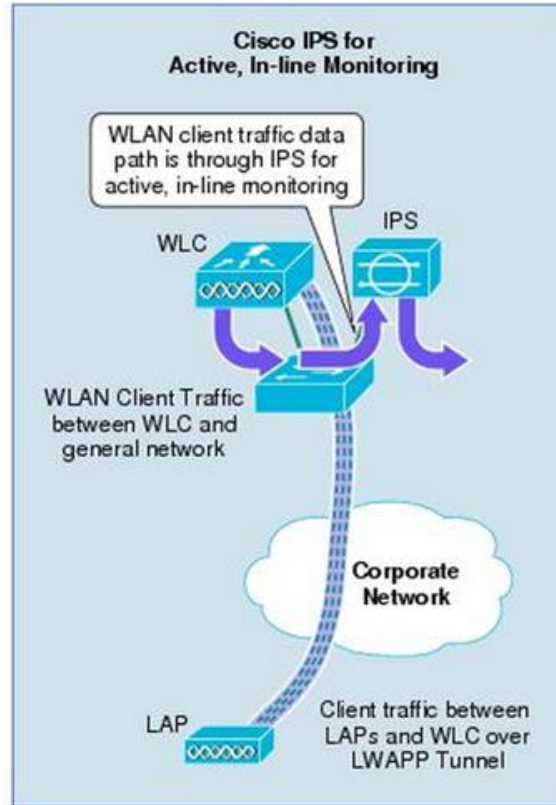 Cisco IPS for
Active, In-line Monitoring
WLAN client traffic data
path is through IPS for
active, in-line monitoring
WLC
IPS
WLAN Client Traffic
between WLC and
general network
Corporate
Network
LAP
Client traffic between
LAPs and WLC over
LWAPP Tunnel